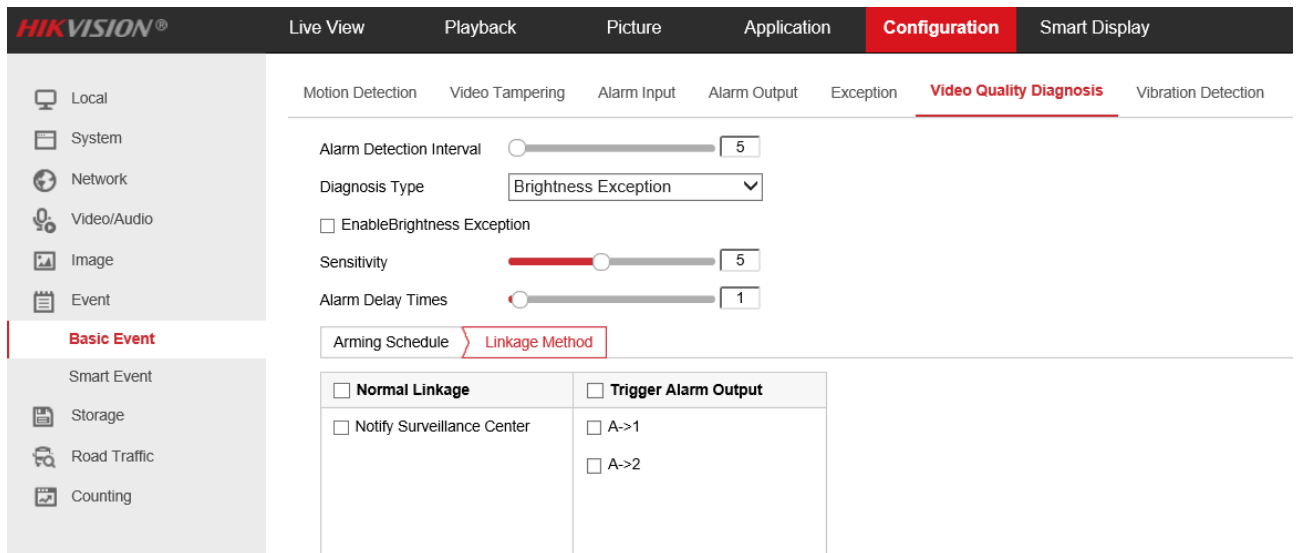 HIKVISION® Live View Playback Picture Application Configuration Smart Display
Local
System
Network
Video/Audio
Image
Event
Basic Event
Smart Event
Storage
Road Traffic
Counting
Motion Detection Video Tampering Alarm Input Alarm Output Exception Video Quality Diagnosis Vibration Detection
Alarm Detection Interval 5
Diagnosis Type Brightness Exception
EnableBrightness Exception
Sensitivity 5
Alarm Delay Times 1
Arming Schedule Linkage Method
Normal Linkage Trigger Alarm Output
Notify Surveillance Center A->1
A->2